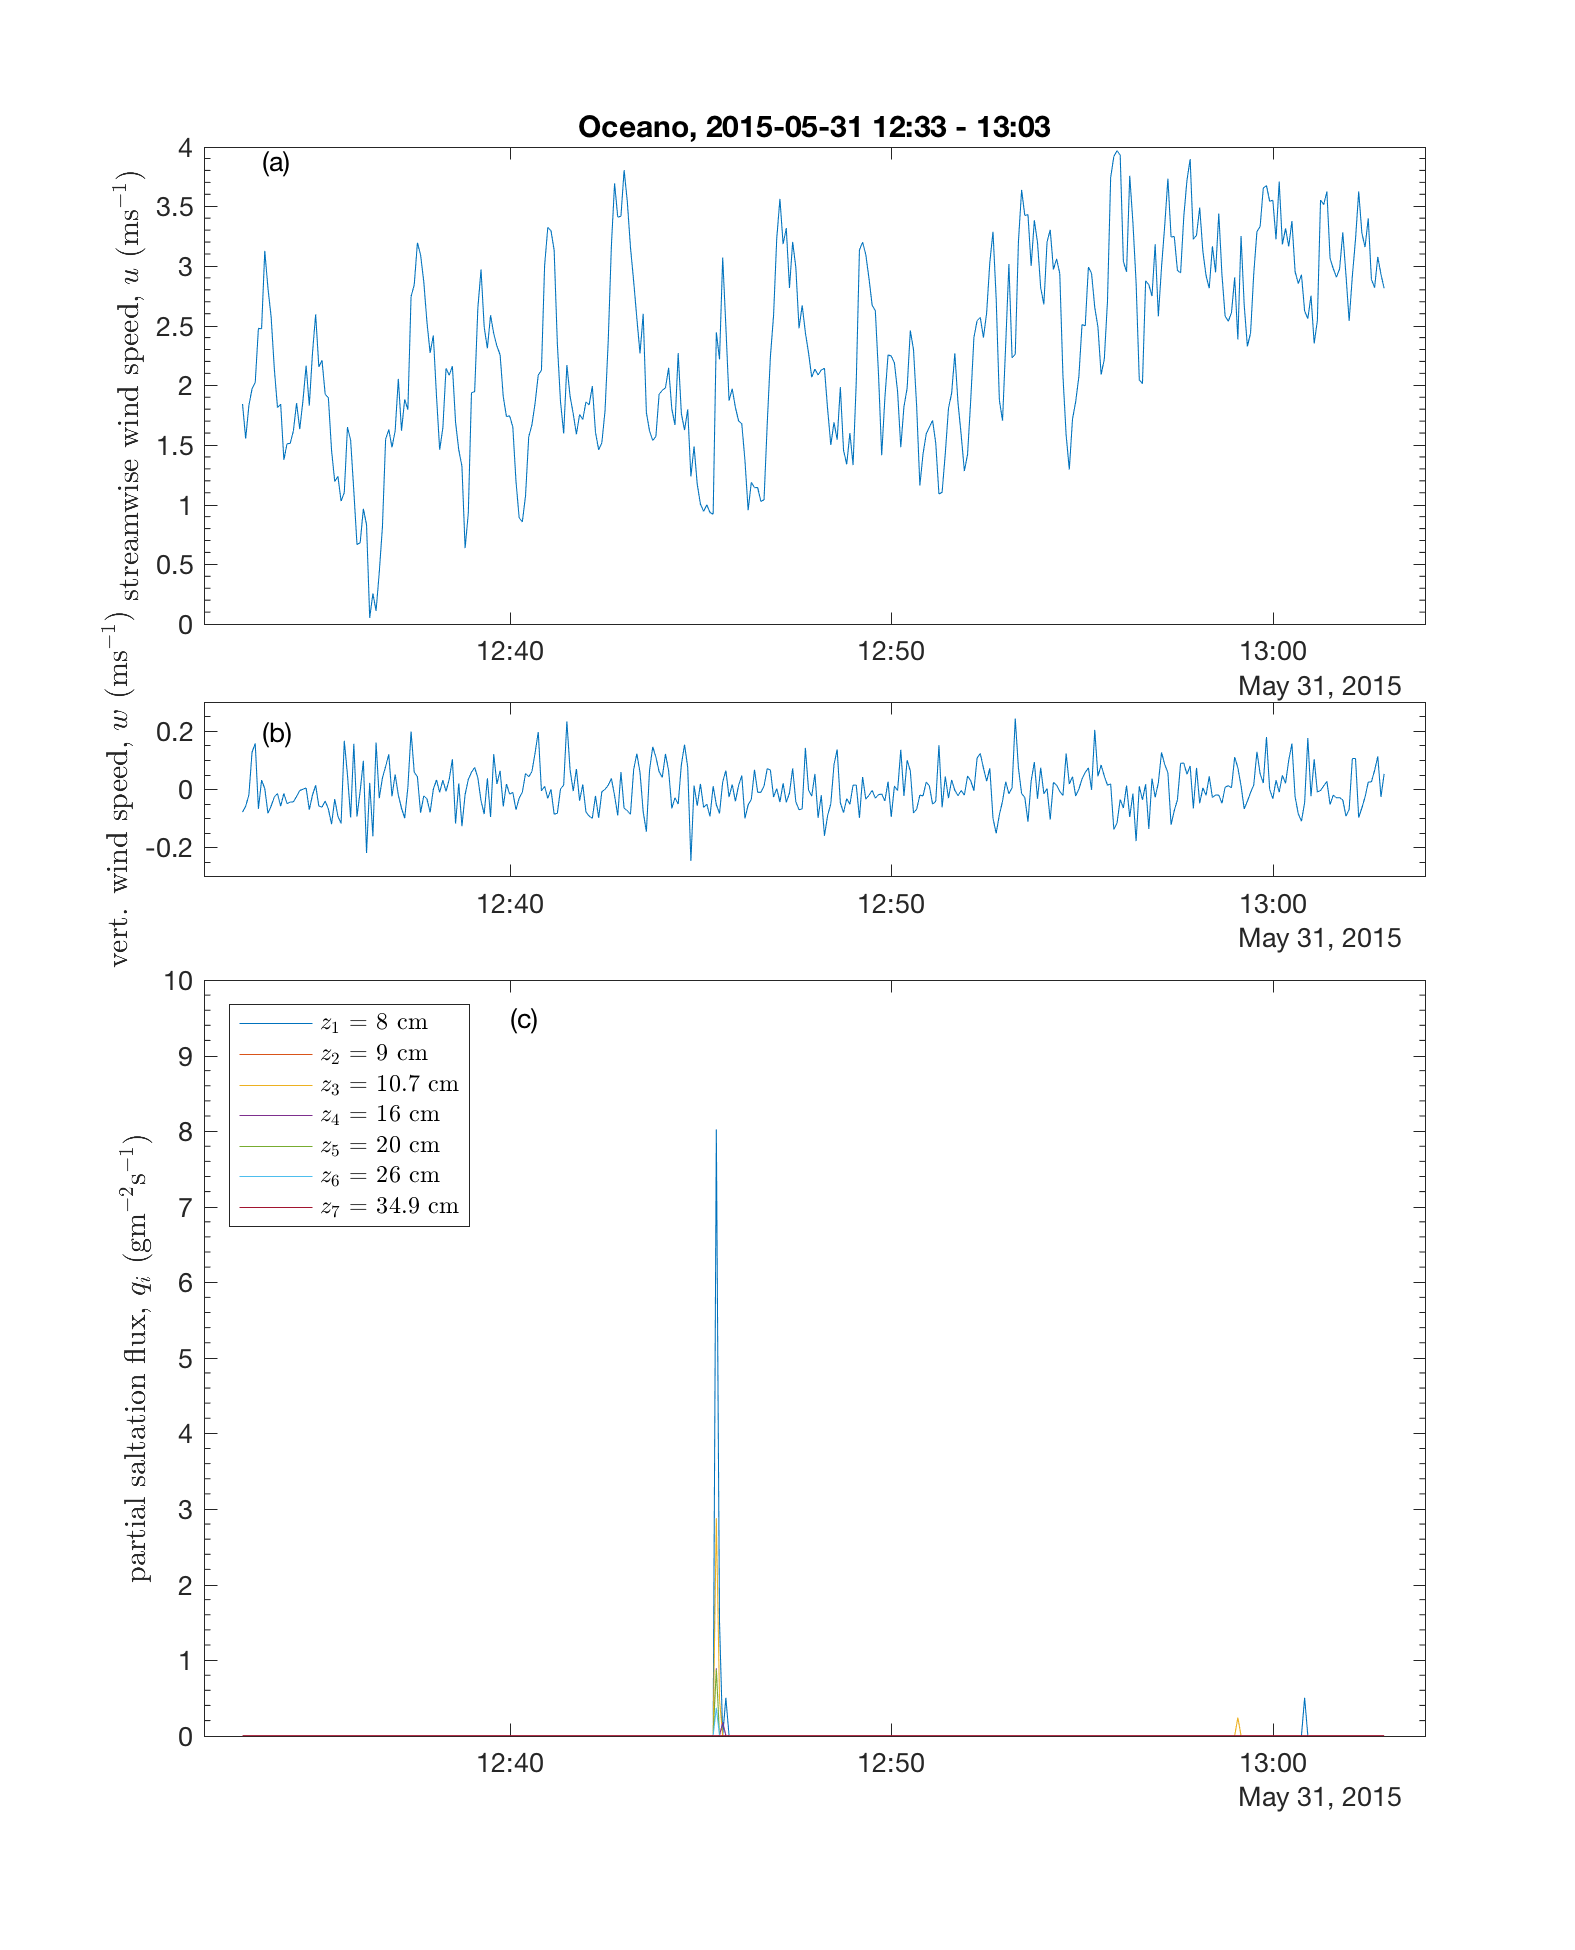 Oceano, 2015-05-31 12:33 - 13:03
(a)
streamwise wind speed, u (ms⁻¹)
4
3.5
3
2.5
2
1.5
1
0.5
0
12:40 12:50 13:00
May 31, 2015
(b)
vert. wind speed, w (ms⁻¹)
0.2
0
-0.2
12:40 12:50 13:00
May 31, 2015
(c)
partial saltation flux, qᵢ (gm⁻²s⁻¹)
10
9
8
7
6
5
4
3
2
1
0
z₁ = 8 cm
z₂ = 9 cm
z₃ = 10.7 cm
z₄ = 16 cm
z₅ = 20 cm
z₆ = 26 cm
z₇ = 34.9 cm
12:40 12:50 13:00
May 31, 2015